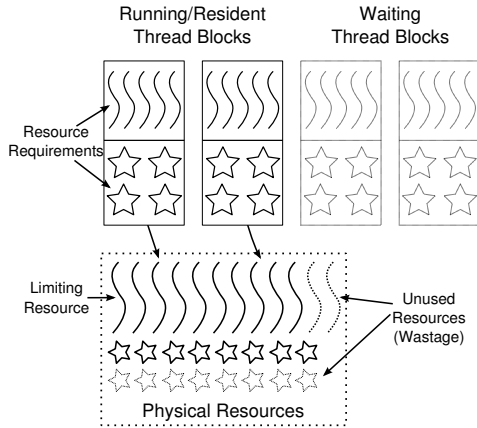 Running/Resident
Thread Blocks
Waiting
Thread Blocks
Resource
Requirements
Limiting
Resource
Unused
Resources
(Wastage)
Physical Resources